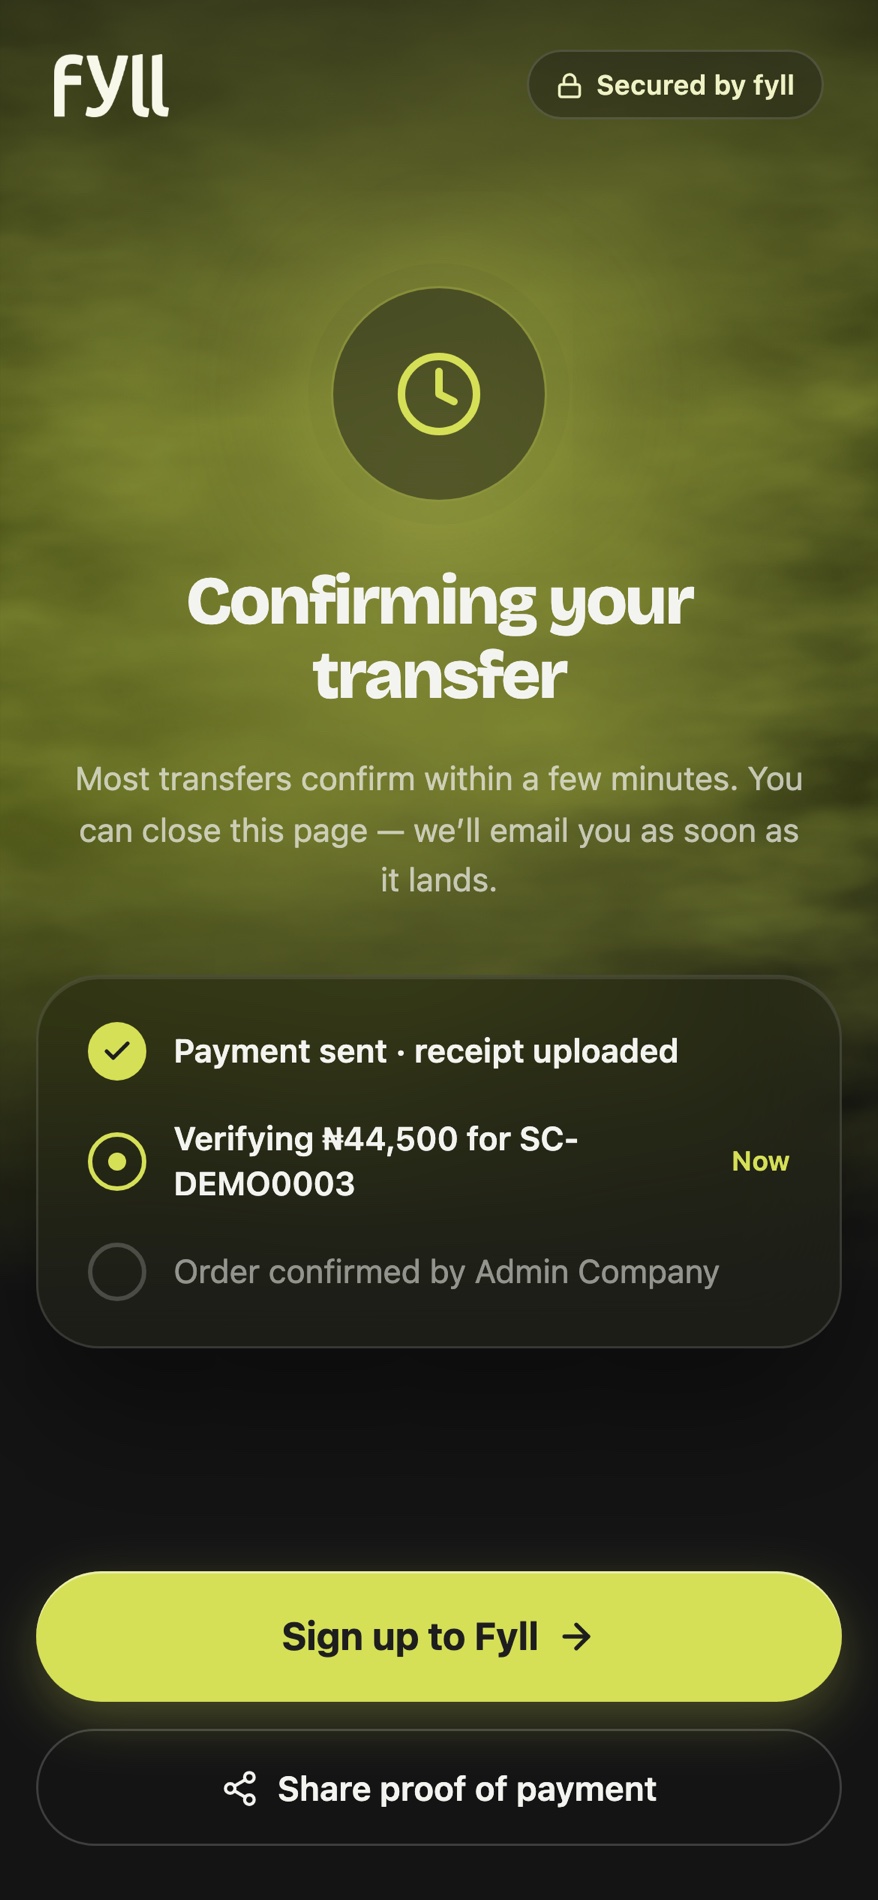 fyll
Secured by fyll
Confirming your
transfer
Most transfers confirm within a few minutes. You
can close this page — we’ll email you as soon as
it lands.
Payment sent · receipt uploaded
Verifying ₦44,500 for SC-
DEMO0003
Now
Order confirmed by Admin Company
Sign up to Fyll →
Share proof of payment